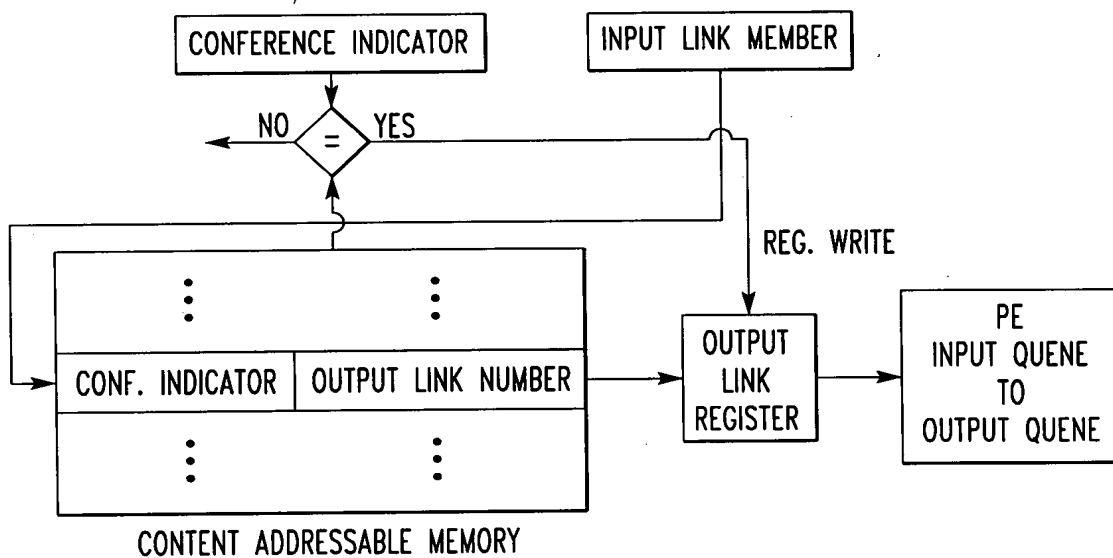 CONFERENCE INDICATOR
INPUT LINK MEMBER
NO
=
YES
REG. WRITE
CONF. INDICATOR
OUTPUT LINK NUMBER
OUTPUT
LINK
REGISTER
PE
INPUT QUENE
TO
OUTPUT QUENE
CONTENT ADDRESSABLE MEMORY